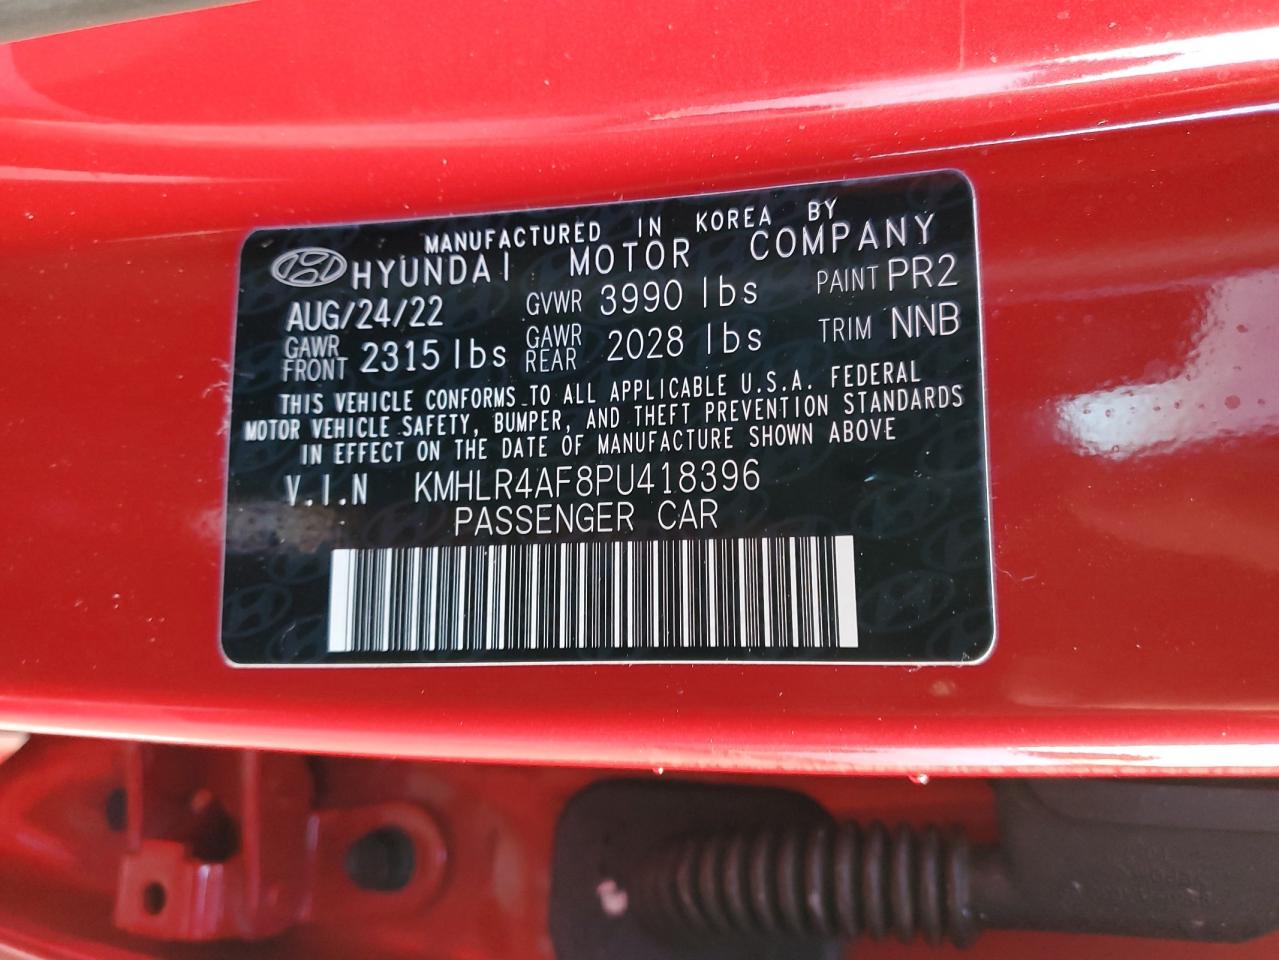 MANUFACTURED IN KOREA BY
HYUNDAI MOTOR COMPANY
AUG/24/22 GVWR 3990 lbs PAINT PR2
GAWR FRONT 2315 lbs GAWR REAR 2028 lbs TRIM NNB
THIS VEHICLE CONFORMS TO ALL APPLICABLE U.S.A. FEDERAL
MOTOR VEHICLE SAFETY, BUMPER, AND THEFT PREVENTION STANDARDS
IN EFFECT ON THE DATE OF MANUFACTURE SHOWN ABOVE
V.I.N KMHLR4AF8PU418396
PASSENGER CAR